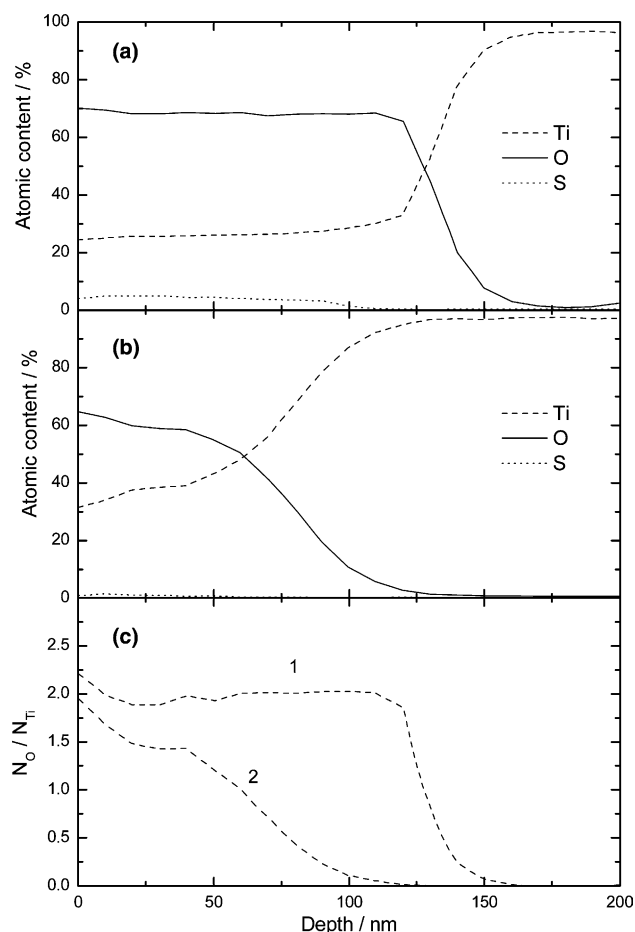 100
(a)
80
Atomic content / %
60
Ti
O
S
40
20
0
(b)
80
Atomic content / %
60
Ti
O
S
40
20
0
(c)
2.5
1
2.0
N_O / N_Ti
1.5
2
1.0
0.5
0.0
0 50 100 150 200
Depth / nm